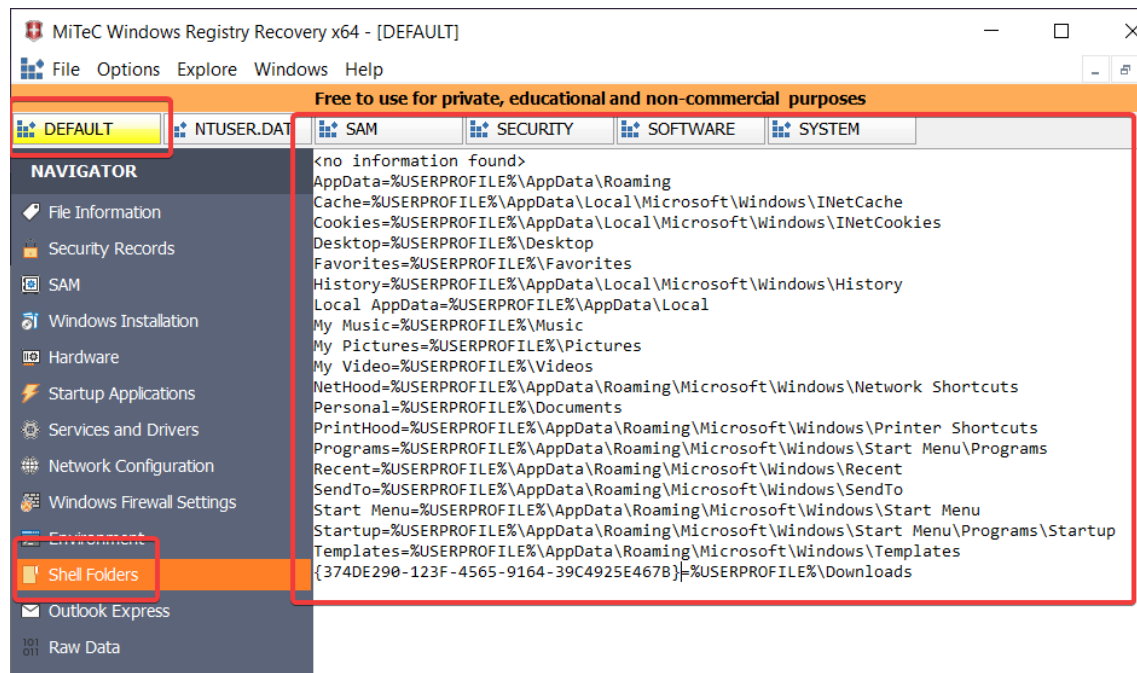 MiTeC Windows Registry Recovery x64 - [DEFAULT]
File Options Explore Windows Help
Free to use for private, educational and non-commercial purposes
DEFAULT NTUSER.DAT SAM SECURITY SOFTWARE SYSTEM
NAVIGATOR
File Information
Security Records
SAM
Windows Installation
Hardware
Startup Applications
Services and Drivers
Network Configuration
Windows Firewall Settings
Environment
Shell Folders
Outlook Express
Raw Data
<no information found>
AppData=%USERPROFILE%\AppData\Roaming
Cache=%USERPROFILE%\AppData\Local\Microsoft\Windows\INetCache
Cookies=%USERPROFILE%\AppData\Local\Microsoft\Windows\INetCookies
Desktop=%USERPROFILE%\Desktop
Favorites=%USERPROFILE%\Favorites
History=%USERPROFILE%\AppData\Local\Microsoft\Windows\History
Local AppData=%USERPROFILE%\AppData\Local
My Music=%USERPROFILE%\Music
My Pictures=%USERPROFILE%\Pictures
My Video=%USERPROFILE%\Videos
NetHood=%USERPROFILE%\AppData\Roaming\Microsoft\Windows\Network Shortcuts
Personal=%USERPROFILE%\Documents
PrintHood=%USERPROFILE%\AppData\Roaming\Microsoft\Windows\Printer Shortcuts
Programs=%USERPROFILE%\AppData\Roaming\Microsoft\Windows\Start Menu\Programs
Recent=%USERPROFILE%\AppData\Roaming\Microsoft\Windows\Recent
SendTo=%USERPROFILE%\AppData\Roaming\Microsoft\Windows\SendTo
Start Menu=%USERPROFILE%\AppData\Roaming\Microsoft\Windows\Start Menu
Startup=%USERPROFILE%\AppData\Roaming\Microsoft\Windows\Start Menu\Programs\Startup
Templates=%USERPROFILE%\AppData\Roaming\Microsoft\Windows\Templates
{374DE290-123F-4565-9164-39C4925E467B}=%USERPROFILE%\Downloads